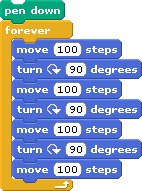 pen down
forever
move 100 steps
turn ↻ 90 degrees
move 100 steps
turn ↻ 90 degrees
move 100 steps
turn ↻ 90 degrees
move 100 steps